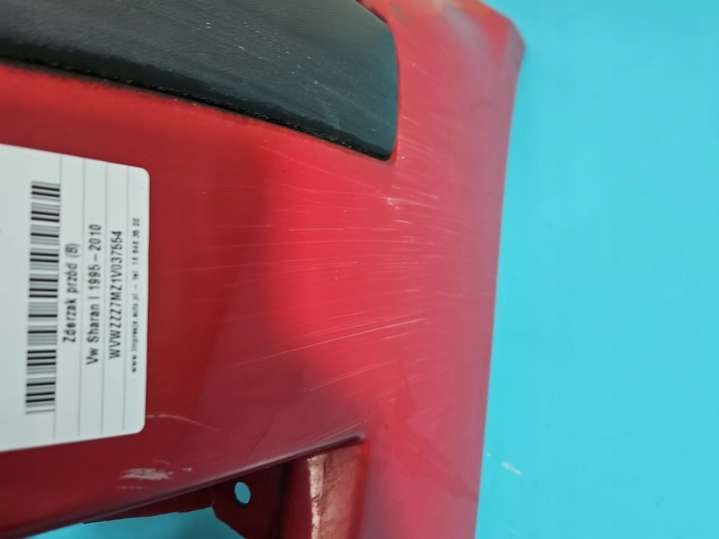 Zderzak przód (B)
Vw Sharan I 1995 – 2010
WVWZZZ7MZ1V037554